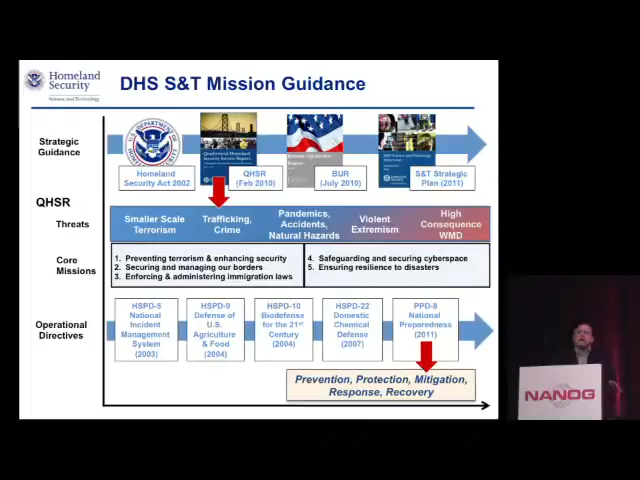 Homeland
Security
Science and Technology
DHS S&T Mission Guidance
Strategic
Guidance
Homeland
Security Act 2002
QHSR
(Feb 2010)
BUR
(July 2010)
S&T Strategic
Plan (2011)
QHSR
Threats
Smaller Scale
Terrorism
Trafficking,
Crime
Pandemics,
Accidents,
Natural Hazards
Violent
Extremism
High
Consequence
WMD
Core
Missions
1. Preventing terrorism & enhancing security
2. Securing and managing our borders
3. Enforcing & administering immigration laws
4. Safeguarding and securing cyberspace
5. Ensuring resilience to disasters
Operational
Directives
HSPD-5
National
Incident
Management
System
(2003)
HSPD-9
Defense of
U.S.
Agriculture
& Food
(2004)
HSPD-10
Biodefense
for the 21st
Century
(2004)
HSPD-22
Domestic
Chemical
Defense
(2007)
PPD-8
National
Preparedness
(2011)
Prevention, Protection, Mitigation,
Response, Recovery
NANOG